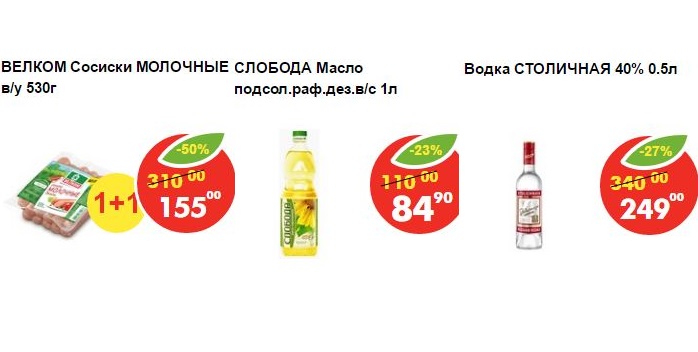 ВЕЛКОМ Сосиски МОЛОЧНЫЕ
в/у 530г
-50%
310 00
155 00
1+1
СЛОБОДА Масло
подсол.раф.дез.в/с 1л
-23%
110 00
84 90
СЛОБОДА
Водка СТОЛИЧНАЯ 40% 0.5л
-27%
340 00
249 00